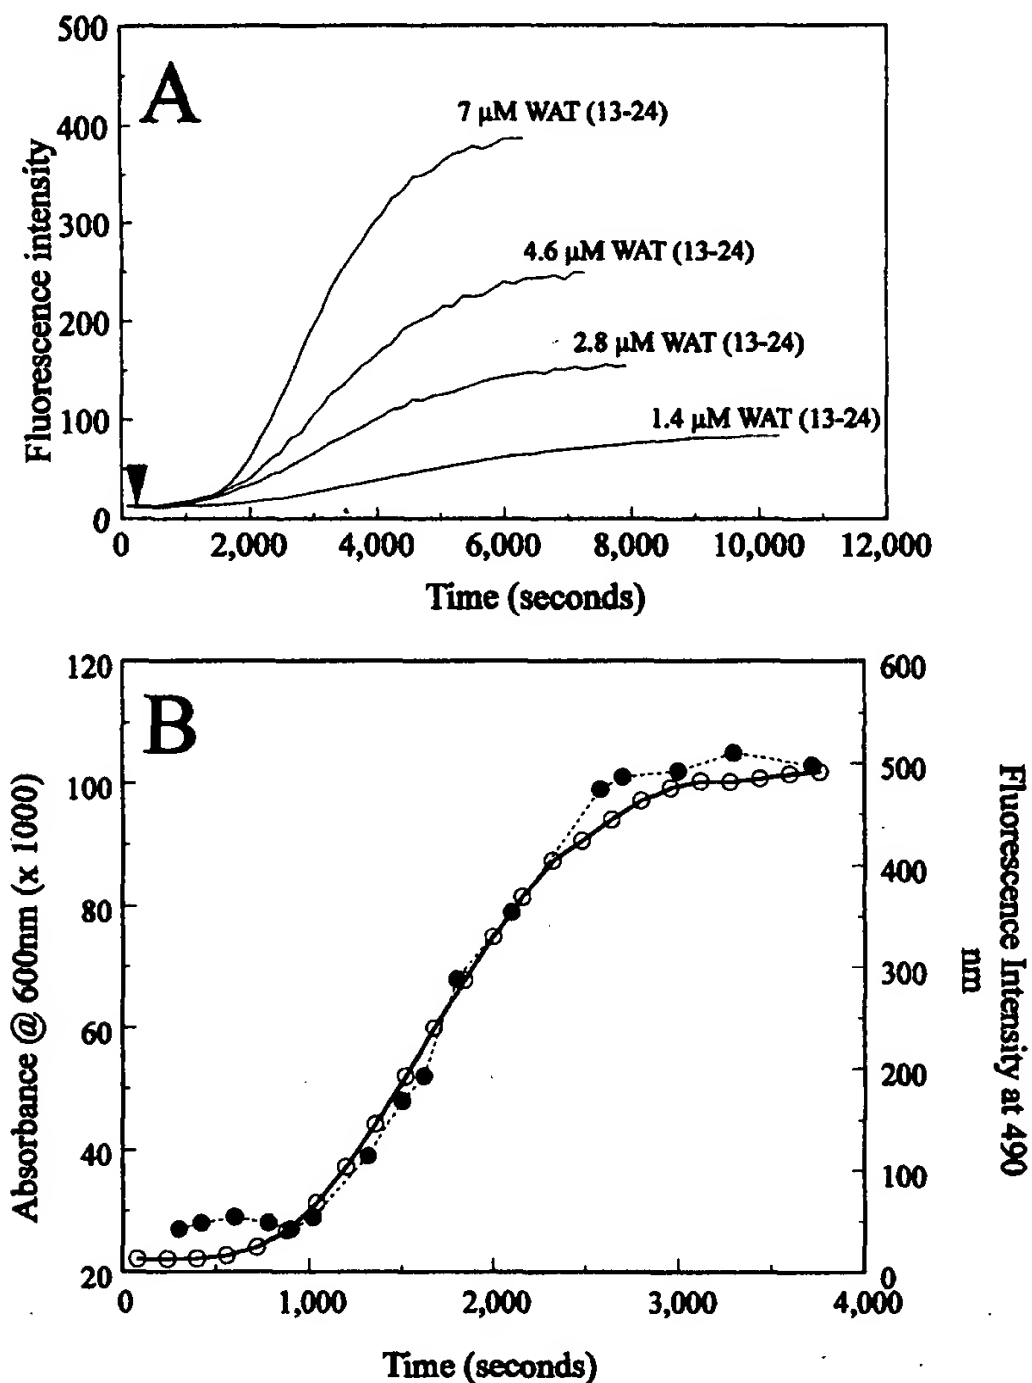 A
500
400
300
200
100
0
Fluorescence intensity
7 μM WAT (13-24)
4.6 μM WAT (13-24)
2.8 μM WAT (13-24)
1.4 μM WAT (13-24)
0 2,000 4,000 6,000 8,000 10,000 12,000
Time (seconds)
B
120
100
80
60
40
20
Absorbance @ 600nm (x 1000)
600
500
400
300
200
100
0
Fluorescence Intensity at 490
nm
0 1,000 2,000 3,000 4,000
Time (seconds)